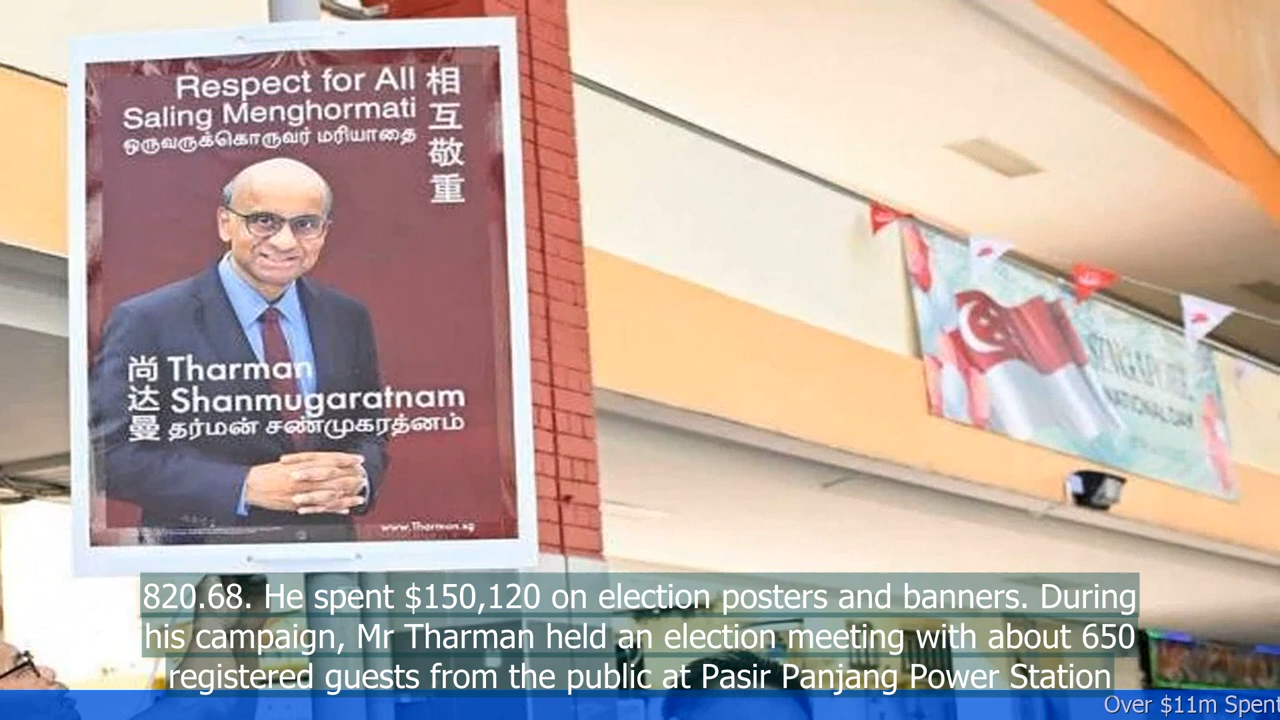 Respect for All
Saling Menghormati
ஒருவருக்கொருவர் மரியாதை
相互敬重
尚达曼
Tharman
Shanmugaratnam
தர்மன் சண்முகரத்னம்
www.Tharman.sg
NATIONAL DAY
820.68. He spent $150,120 on election posters and banners. During
his campaign, Mr Tharman held an election meeting with about 650
registered guests from the public at Pasir Panjang Power Station
Over $11m Spent